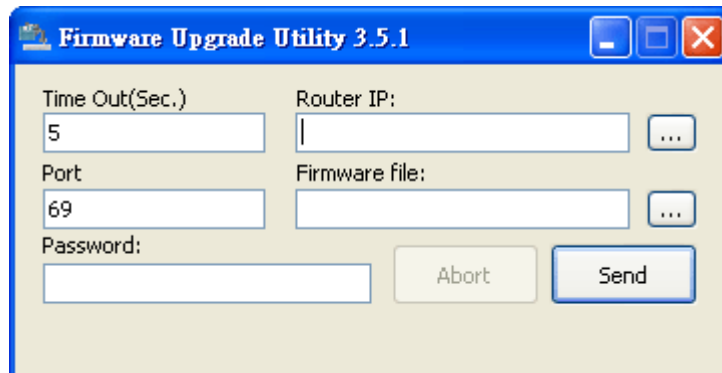 Firmware Upgrade Utility 3.5.1
Time Out(Sec.) Router IP:
5 ...
Port Firmware file:
69 ...
Password:
Abort Send